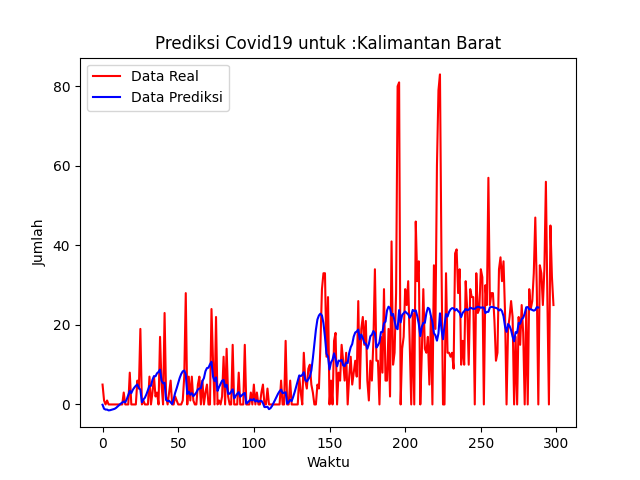 Prediksi Covid19 untuk :Kalimantan Barat
Data Real
Data Prediksi
80
60
40
20
0
Jumlah
0 50 100 150 200 250 300
Waktu